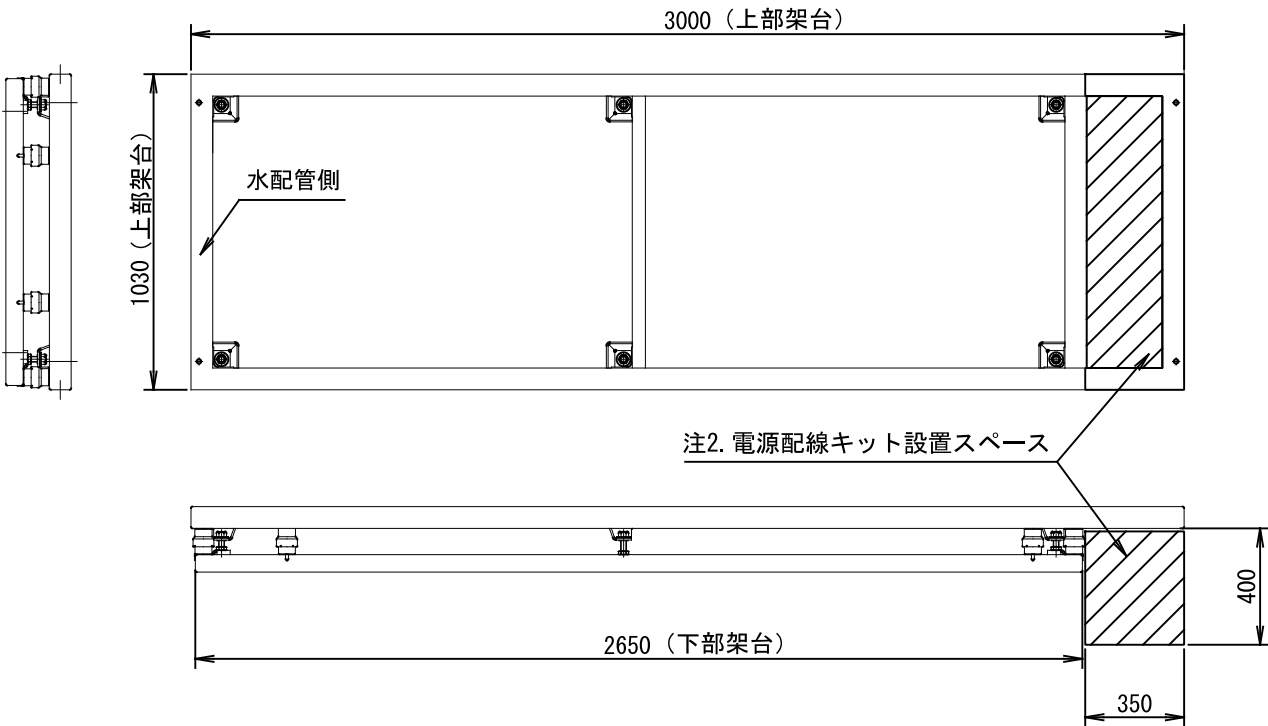 3000（上部架台）
1030（上部架台）
水配管側
注2. 電源配線キット設置スペース
400
2650（下部架台）
350